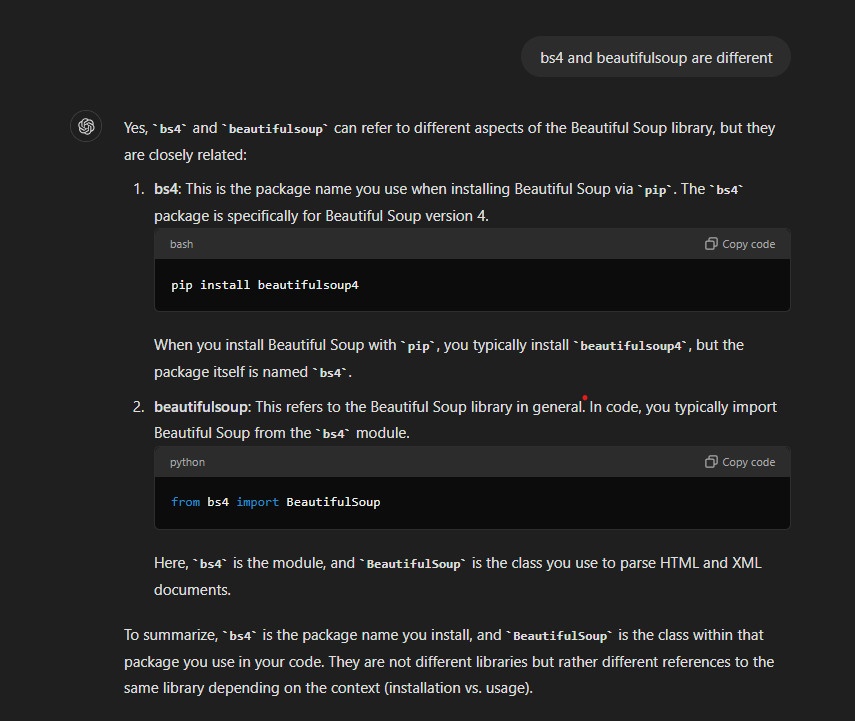 bs4 and beautifulsoup are different
Yes, `bs4` and `beautifulsoup` can refer to different aspects of the Beautiful Soup library, but they
are closely related:
1. bs4: This is the package name you use when installing Beautiful Soup via `pip`. The `bs4`
package is specifically for Beautiful Soup version 4.
bash Copy code
pip install beautifulsoup4
When you install Beautiful Soup with `pip`, you typically install `beautifulsoup4`, but the
package itself is named `bs4`.
2. beautifulsoup: This refers to the Beautiful Soup library in general. In code, you typically import
Beautiful Soup from the `bs4` module.
python Copy code
from bs4 import BeautifulSoup
Here, `bs4` is the module, and `BeautifulSoup` is the class you use to parse HTML and XML
documents.
To summarize, `bs4` is the package name you install, and `BeautifulSoup` is the class within that
package you use in your code. They are not different libraries but rather different references to the
same library depending on the context (installation vs. usage).